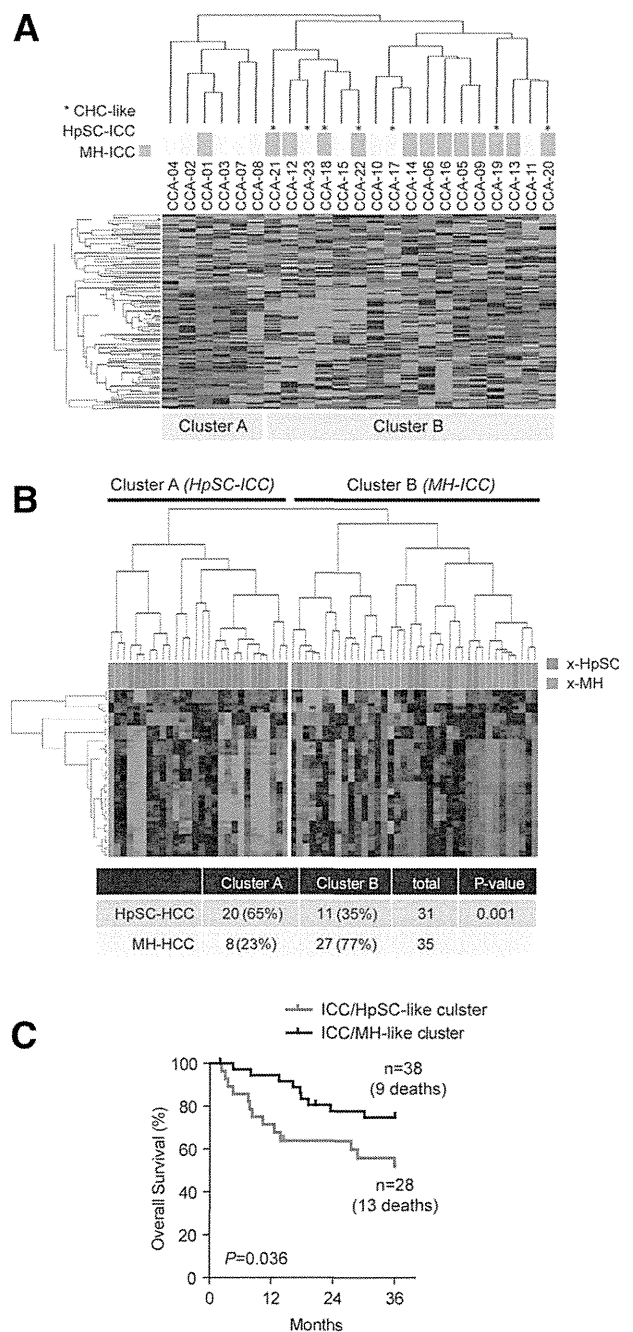 A
* CHC-like
HpSC-ICC
MH-ICC
* * * * * * *
CCA-04
CCA-02
CCA-01
CCA-03
CCA-07
CCA-08
CCA-21
CCA-12
CCA-23
CCA-18
CCA-15
CCA-22
CCA-10
CCA-17
CCA-14
CCA-06
CCA-16
CCA-05
CCA-09
CCA-19
CCA-13
CCA-11
CCA-20
Cluster A Cluster B
B
Cluster A (HpSC-ICC) Cluster B (MH-ICC)
x-HpSC
x-MH
Cluster A Cluster B total P-value
HpSC-HCC 20 (65%) 11 (35%) 31 0.001
MH-HCC 8 (23%) 27 (77%) 35
C
ICC/HpSC-like culster
ICC/MH-like cluster
n=38
(9 deaths)
n=28
(13 deaths)
P=0.036
Overall Survival (%)
100
80
60
40
20
0
0 12 24 36
Months